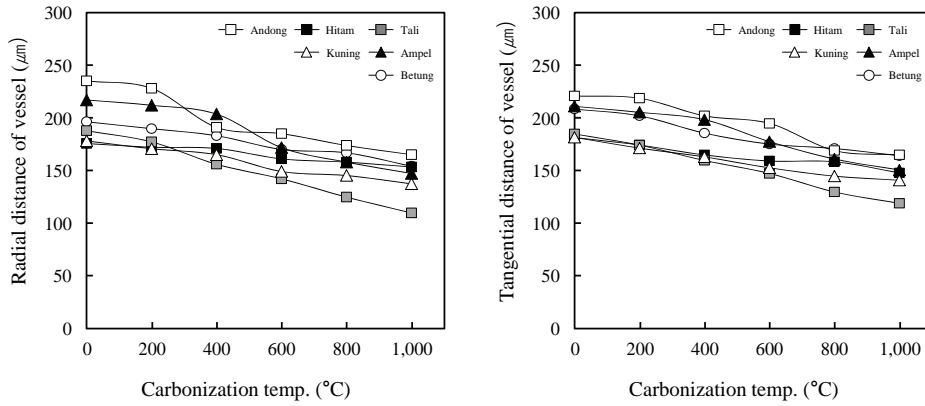 Radial distance of vessel (㎛)
300
250
200
150
100
50
0
Andong Hitam Tali
Kuning Ampel
Betung
0 200 400 600 800 1,000
Carbonization temp. (°C)
Tangential distance of vessel (㎛)
300
250
200
150
100
50
0
Andong Hitam Tali
Kuning Ampel
Betung
0 200 400 600 800 1,000
Carbonization temp. (°C)